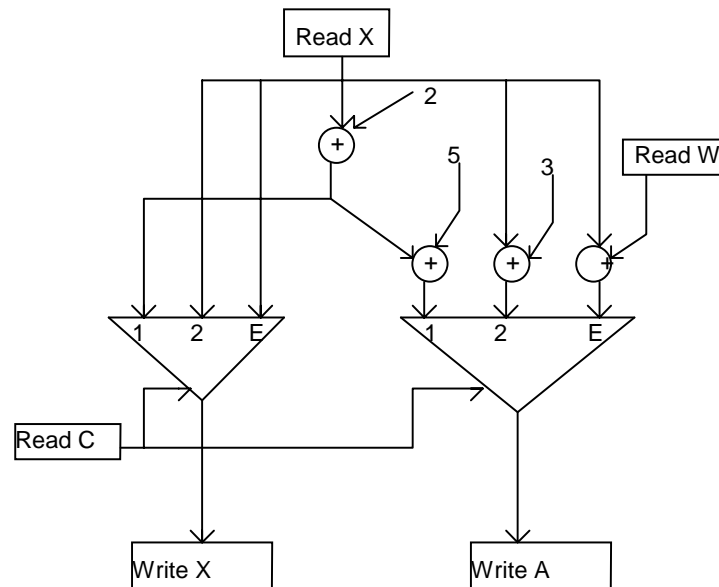 Read X
2
+
5
3
Read W
+
+
+
1 2 E
1 2 E
Read C
Write X
Write A